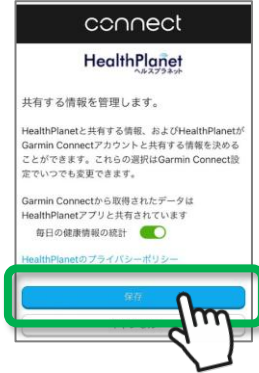 connect
HealthPlanet
ヘルスプラネット
共有する情報を管理します。
HealthPlanetと共有する情報、およびHealthPlanetが
Garmin Connectアカウントと共有する情報を決める
ことができます。これらの選択はGarmin Connect設
定でいつでも変更できます。
Garmin Connectから取得されたデータは
HealthPlanetアプリと共有されています
毎日の健康情報の統計
HealthPlanetのプライバシーポリシー
保存